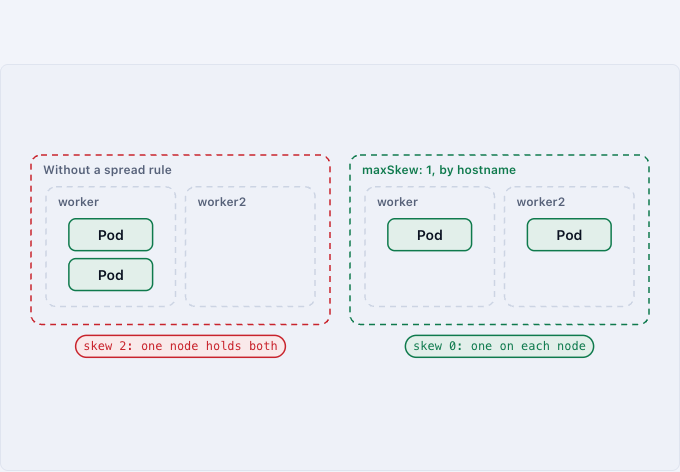 Without a spread rule
worker
Pod
Pod
worker2
skew 2: one node holds both
maxSkew: 1, by hostname
worker
Pod
worker2
Pod
skew 0: one on each node